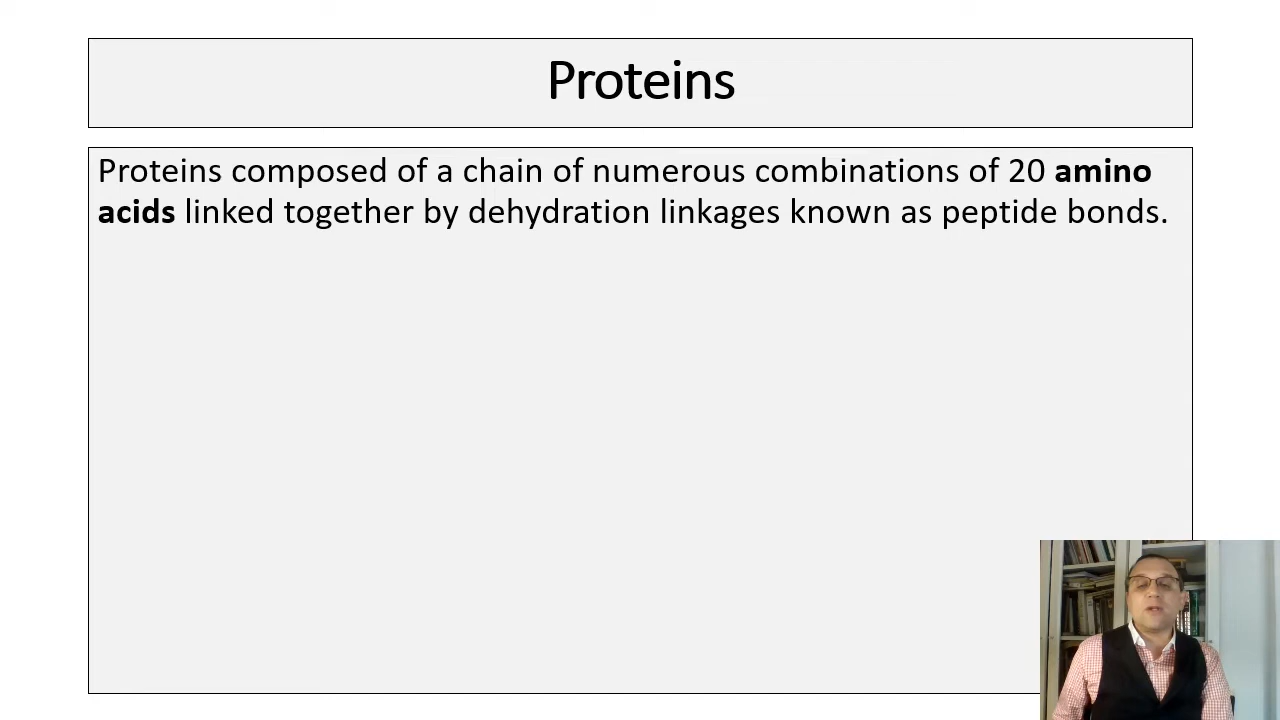 Proteins
Proteins composed of a chain of numerous combinations of 20 amino
acids linked together by dehydration linkages known as peptide bonds.